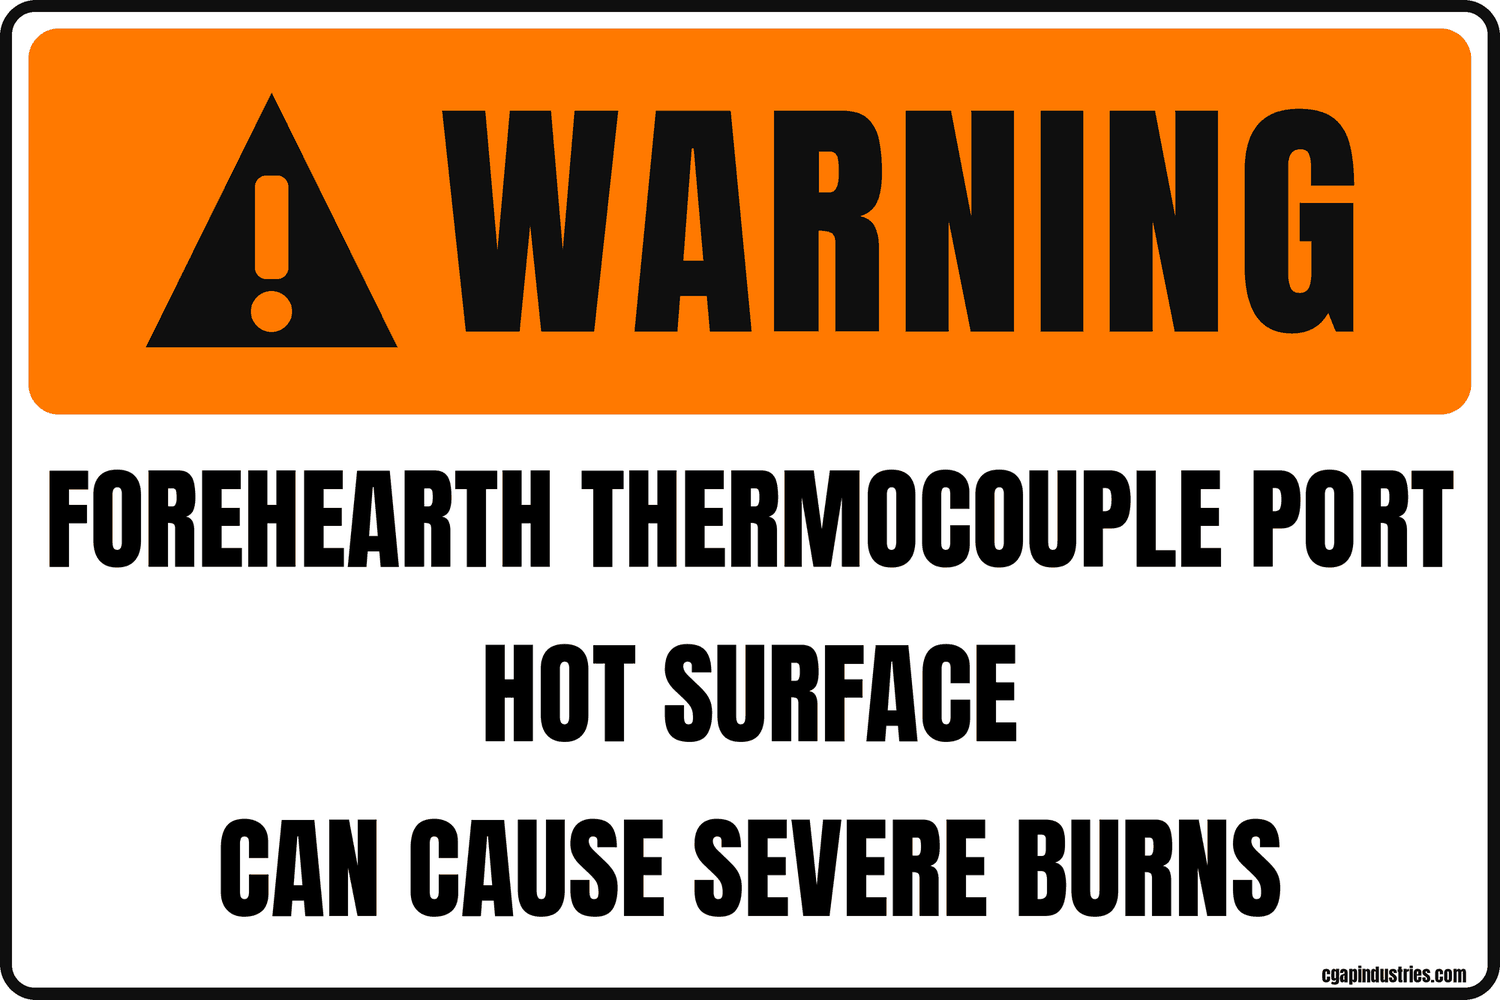 WARNING
FOREHEARTH THERMOCOUPLE PORT
HOT SURFACE
CAN CAUSE SEVERE BURNS
cgapindustries.com